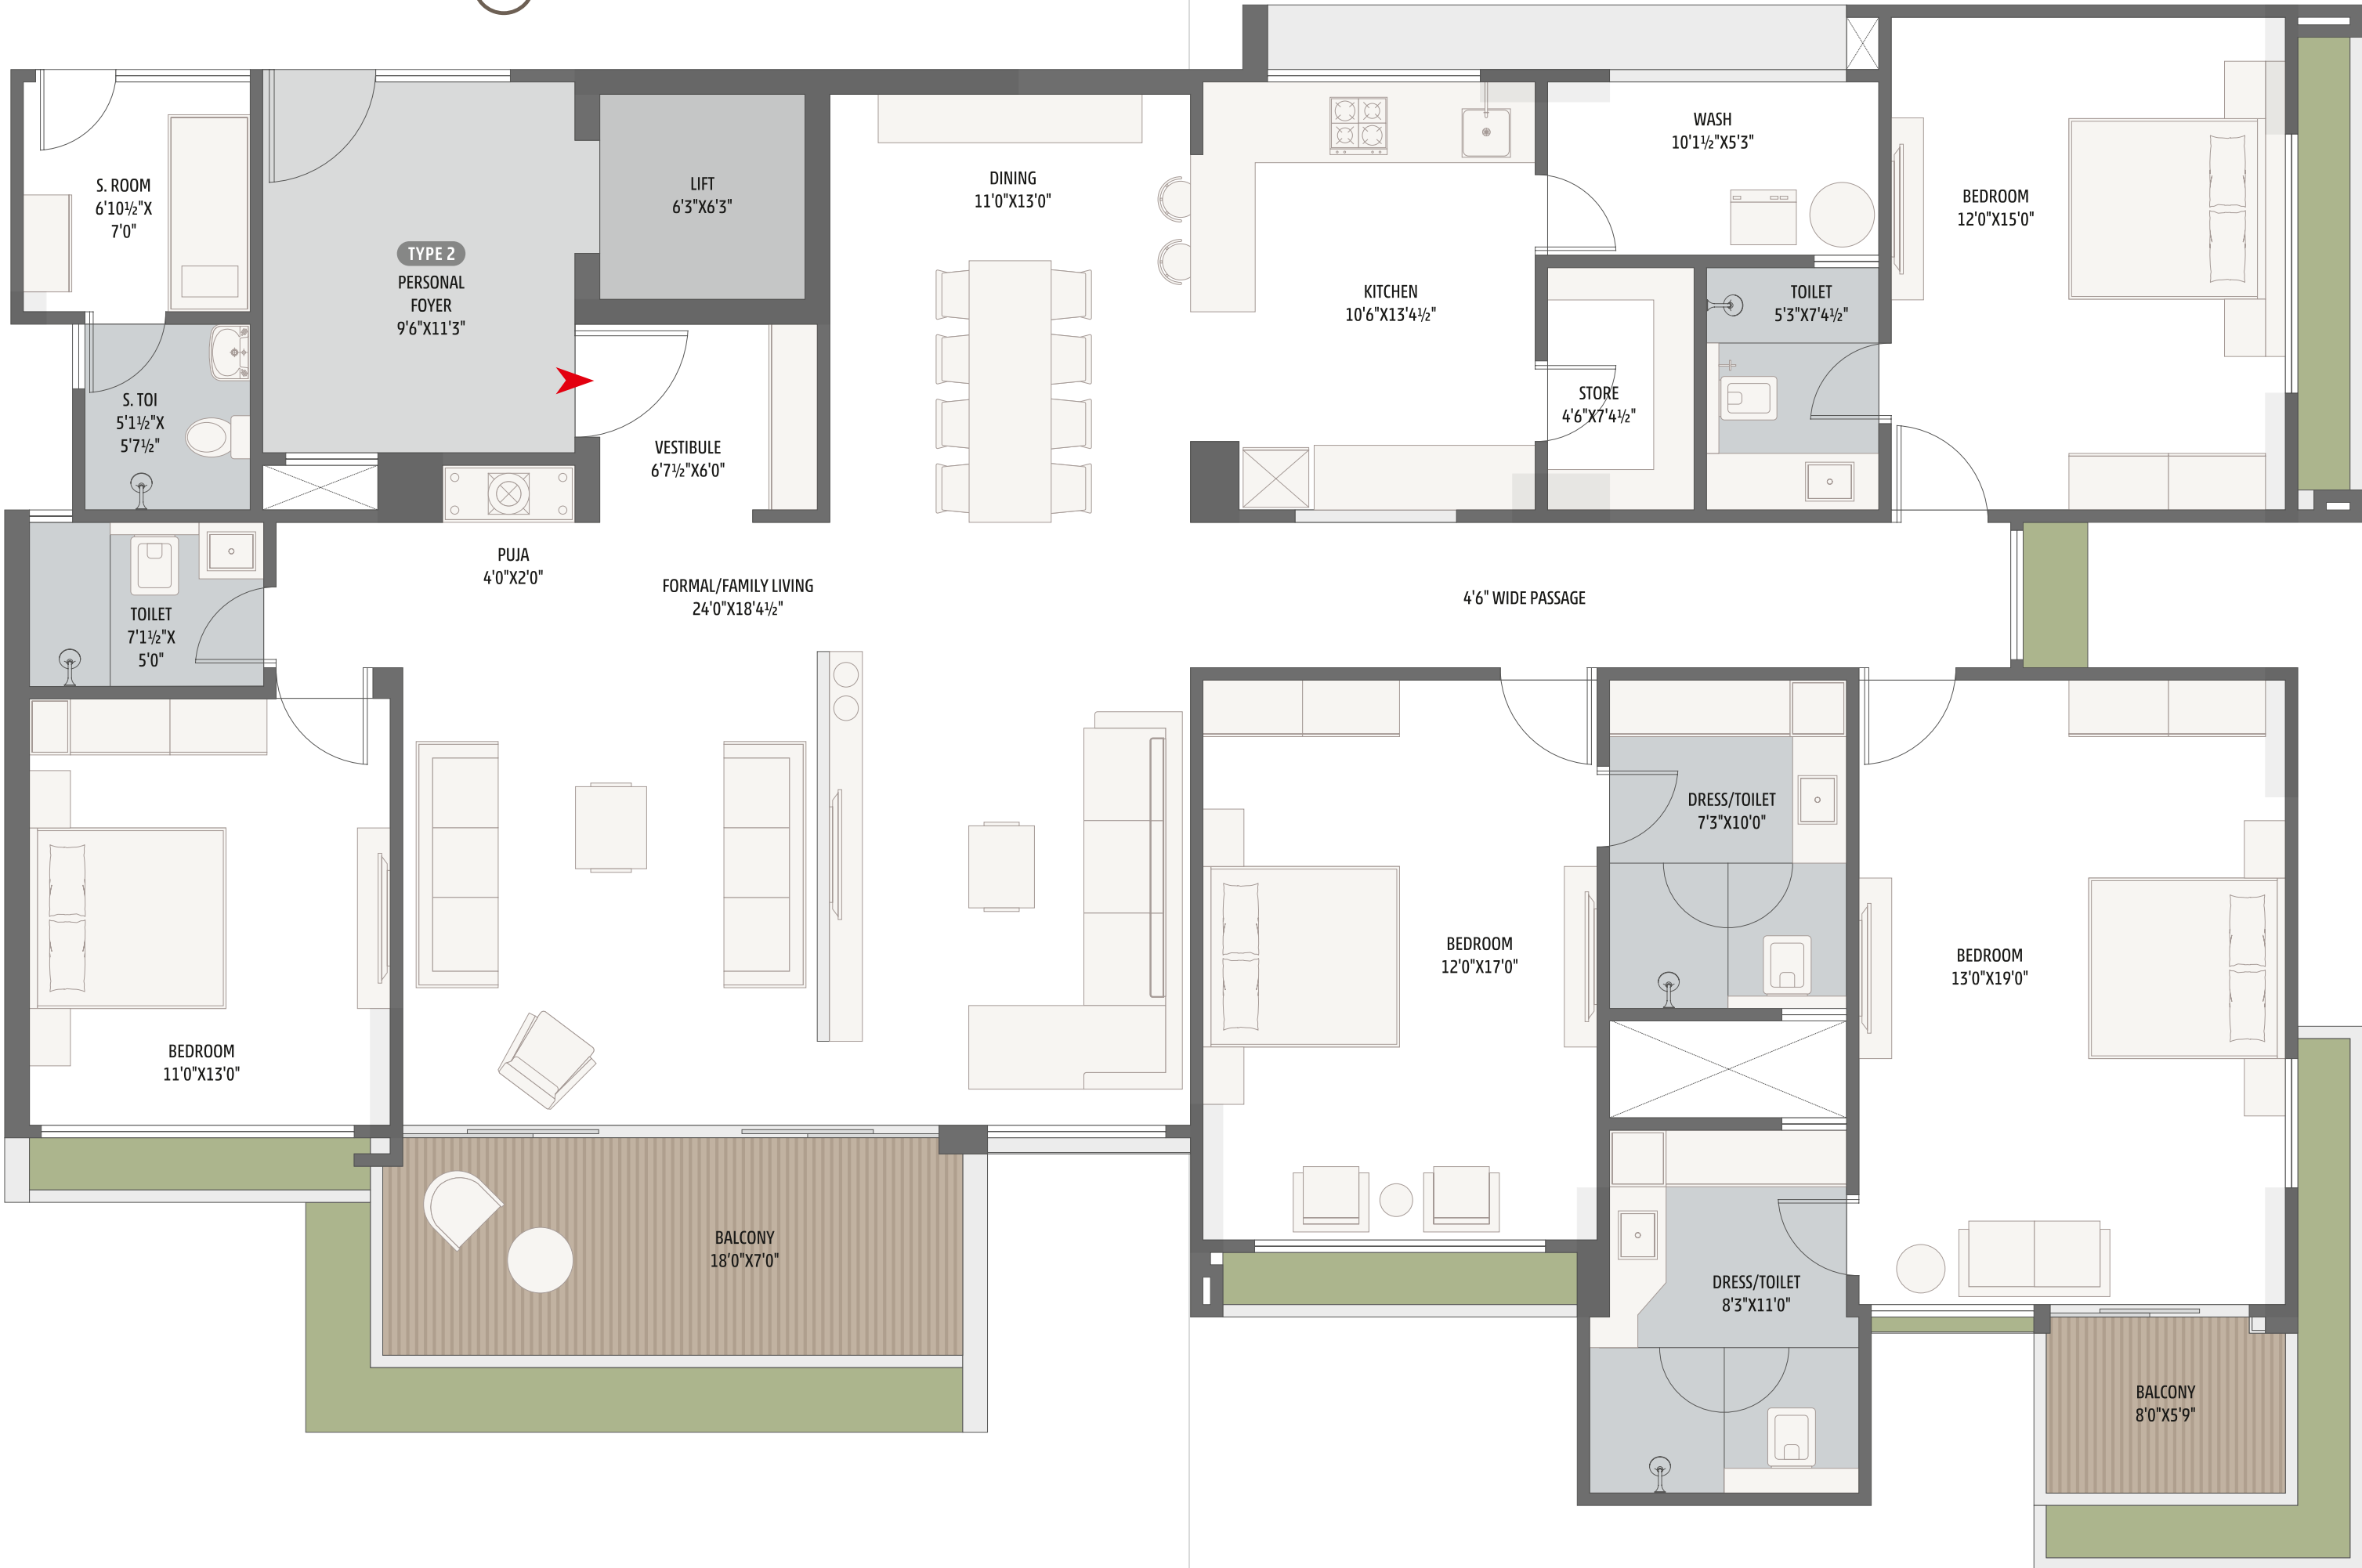 S. ROOM
6'10½"X
7'0"
TYPE 2
PERSONAL
FOYER
9'6"X11'3"
LIFT
6'3"X6'3"
DINING
11'0"X13'0"
KITCHEN
10'6"X13'4½"
WASH
10'1½"X5'3"
BEDROOM
12'0"X15'0"
TOILET
5'3"X7'4½"
STORE
4'6"X7'4½"
S. TOI
5'1½"X
5'7½"
VESTIBULE
6'7½"X6'0"
PUJA
4'0"X2'0"
FORMAL/FAMILY LIVING
24'0"X18'4½"
4'6" WIDE PASSAGE
TOILET
7'1½"X
5'0"
DRESS/TOILET
7'3"X10'0"
BEDROOM
12'0"X17'0"
BEDROOM
13'0"X19'0"
BEDROOM
11'0"X13'0"
BALCONY
18'0"X7'0"
DRESS/TOILET
8'3"X11'0"
BALCONY
8'0"X5'9"